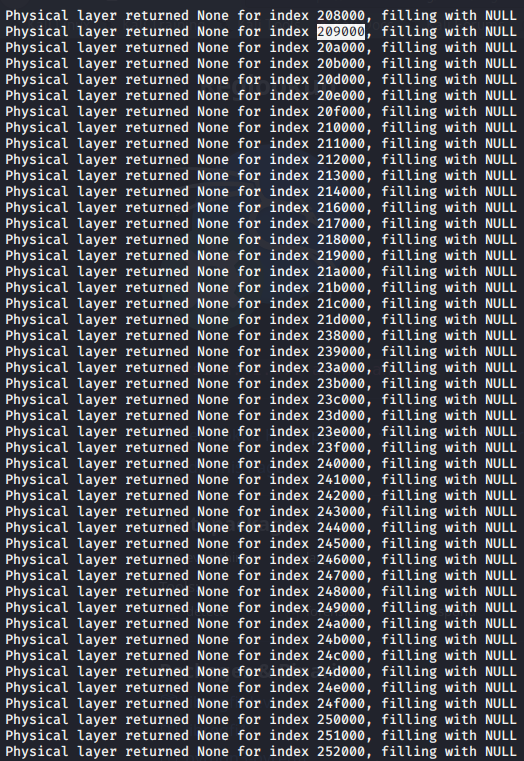 Physical layer returned None for index 208000, filling with NULL
Physical layer returned None for index 209000, filling with NULL
Physical layer returned None for index 20a000, filling with NULL
Physical layer returned None for index 20b000, filling with NULL
Physical layer returned None for index 20d000, filling with NULL
Physical layer returned None for index 20e000, filling with NULL
Physical layer returned None for index 20f000, filling with NULL
Physical layer returned None for index 210000, filling with NULL
Physical layer returned None for index 211000, filling with NULL
Physical layer returned None for index 212000, filling with NULL
Physical layer returned None for index 213000, filling with NULL
Physical layer returned None for index 214000, filling with NULL
Physical layer returned None for index 216000, filling with NULL
Physical layer returned None for index 217000, filling with NULL
Physical layer returned None for index 218000, filling with NULL
Physical layer returned None for index 219000, filling with NULL
Physical layer returned None for index 21a000, filling with NULL
Physical layer returned None for index 21b000, filling with NULL
Physical layer returned None for index 21c000, filling with NULL
Physical layer returned None for index 21d000, filling with NULL
Physical layer returned None for index 238000, filling with NULL
Physical layer returned None for index 239000, filling with NULL
Physical layer returned None for index 23a000, filling with NULL
Physical layer returned None for index 23b000, filling with NULL
Physical layer returned None for index 23c000, filling with NULL
Physical layer returned None for index 23d000, filling with NULL
Physical layer returned None for index 23e000, filling with NULL
Physical layer returned None for index 23f000, filling with NULL
Physical layer returned None for index 240000, filling with NULL
Physical layer returned None for index 241000, filling with NULL
Physical layer returned None for index 242000, filling with NULL
Physical layer returned None for index 243000, filling with NULL
Physical layer returned None for index 244000, filling with NULL
Physical layer returned None for index 245000, filling with NULL
Physical layer returned None for index 246000, filling with NULL
Physical layer returned None for index 247000, filling with NULL
Physical layer returned None for index 248000, filling with NULL
Physical layer returned None for index 249000, filling with NULL
Physical layer returned None for index 24a000, filling with NULL
Physical layer returned None for index 24b000, filling with NULL
Physical layer returned None for index 24c000, filling with NULL
Physical layer returned None for index 24d000, filling with NULL
Physical layer returned None for index 24e000, filling with NULL
Physical layer returned None for index 24f000, filling with NULL
Physical layer returned None for index 250000, filling with NULL
Physical layer returned None for index 251000, filling with NULL
Physical layer returned None for index 252000, filling with NULL